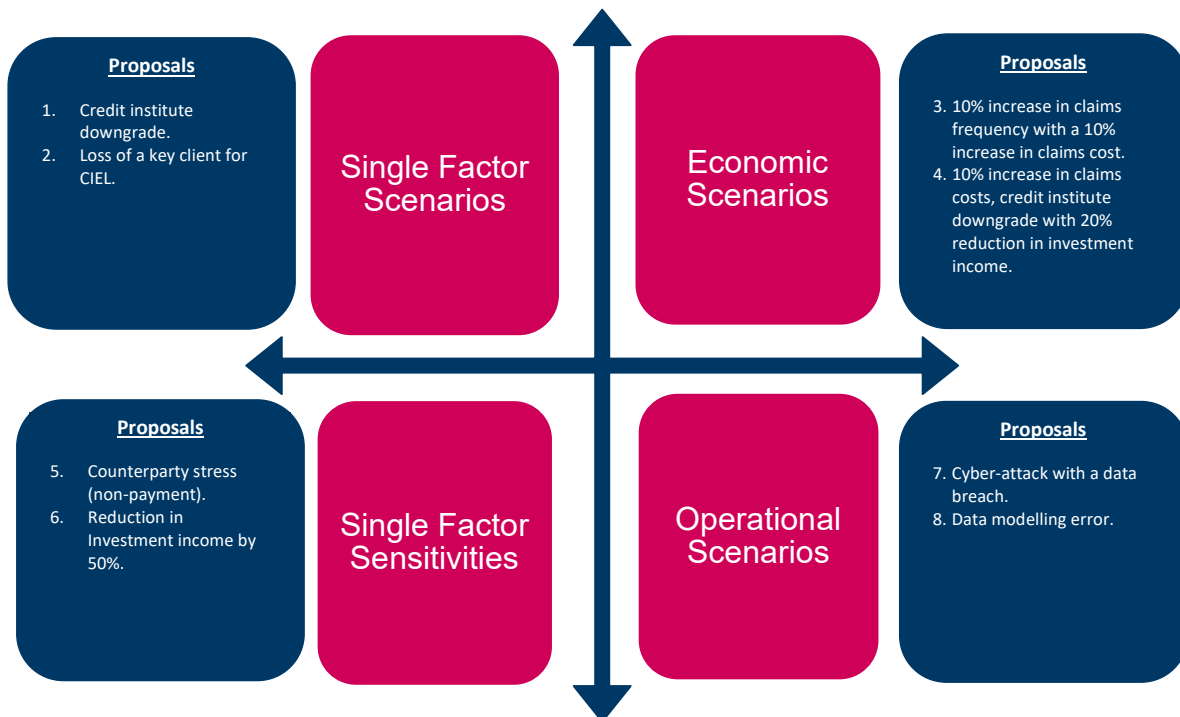 Proposals
1. Credit institute
downgrade.
2. Loss of a key client for
CIEL.
Single Factor
Scenarios
Economic
Scenarios
Proposals
3. 10% increase in claims
frequency with a 10%
increase in claims cost.
4. 10% increase in claims
costs, credit institute
downgrade with 20%
reduction in investment
income.
Proposals
5. Counterparty stress
(non-payment).
6. Reduction in
Investment income by
50%.
Single Factor
Sensitivities
Operational
Scenarios
Proposals
7. Cyber-attack with a data
breach.
8. Data modelling error.